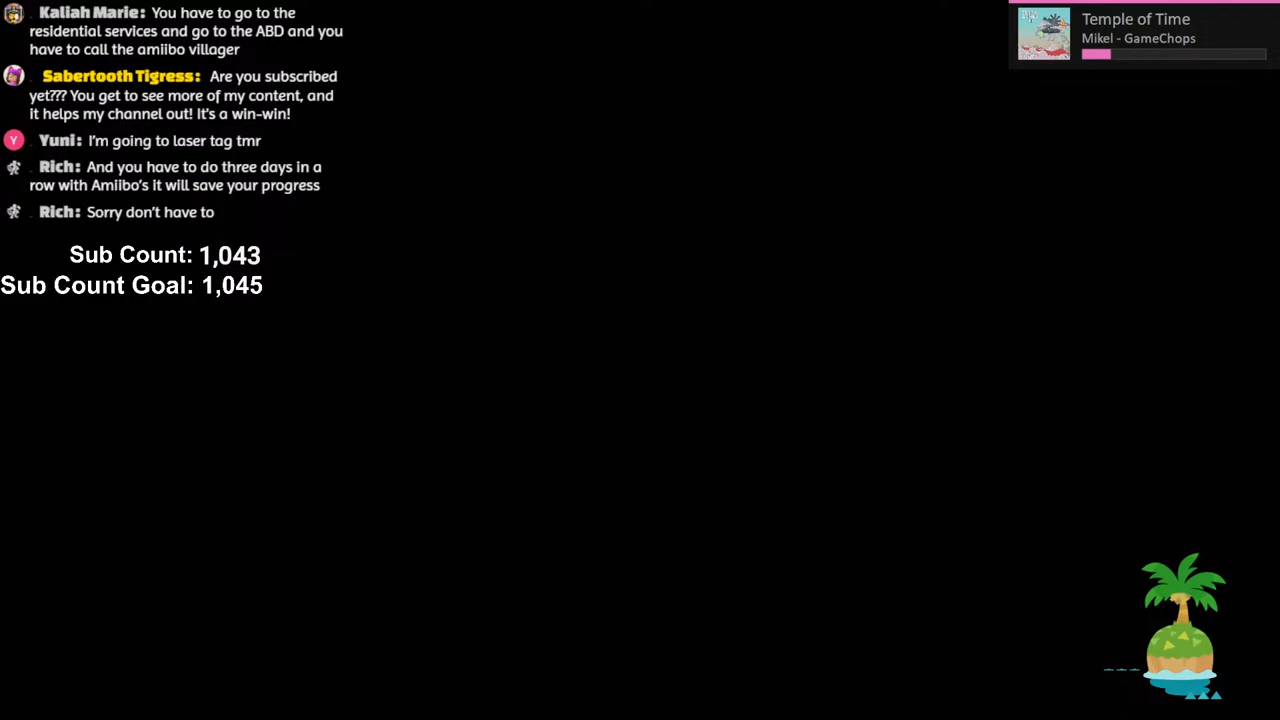 Kaliah Marie: You have to go to the
residential services and go to the ABD and you
have to call the amiibo villager
Sabertooth Tigress: Are you subscribed
yet??? You get to see more of my content, and
it helps my channel out! It's a win-win!
Y Yuni: I'm going to laser tag tmr
Rich: And you have to do three days in a
row with Amiibo's it will save your progress
Rich: Sorry don't have to
Sub Count: 1,043
Sub Count Goal: 1,045
Temple of Time
Mikel - GameChops